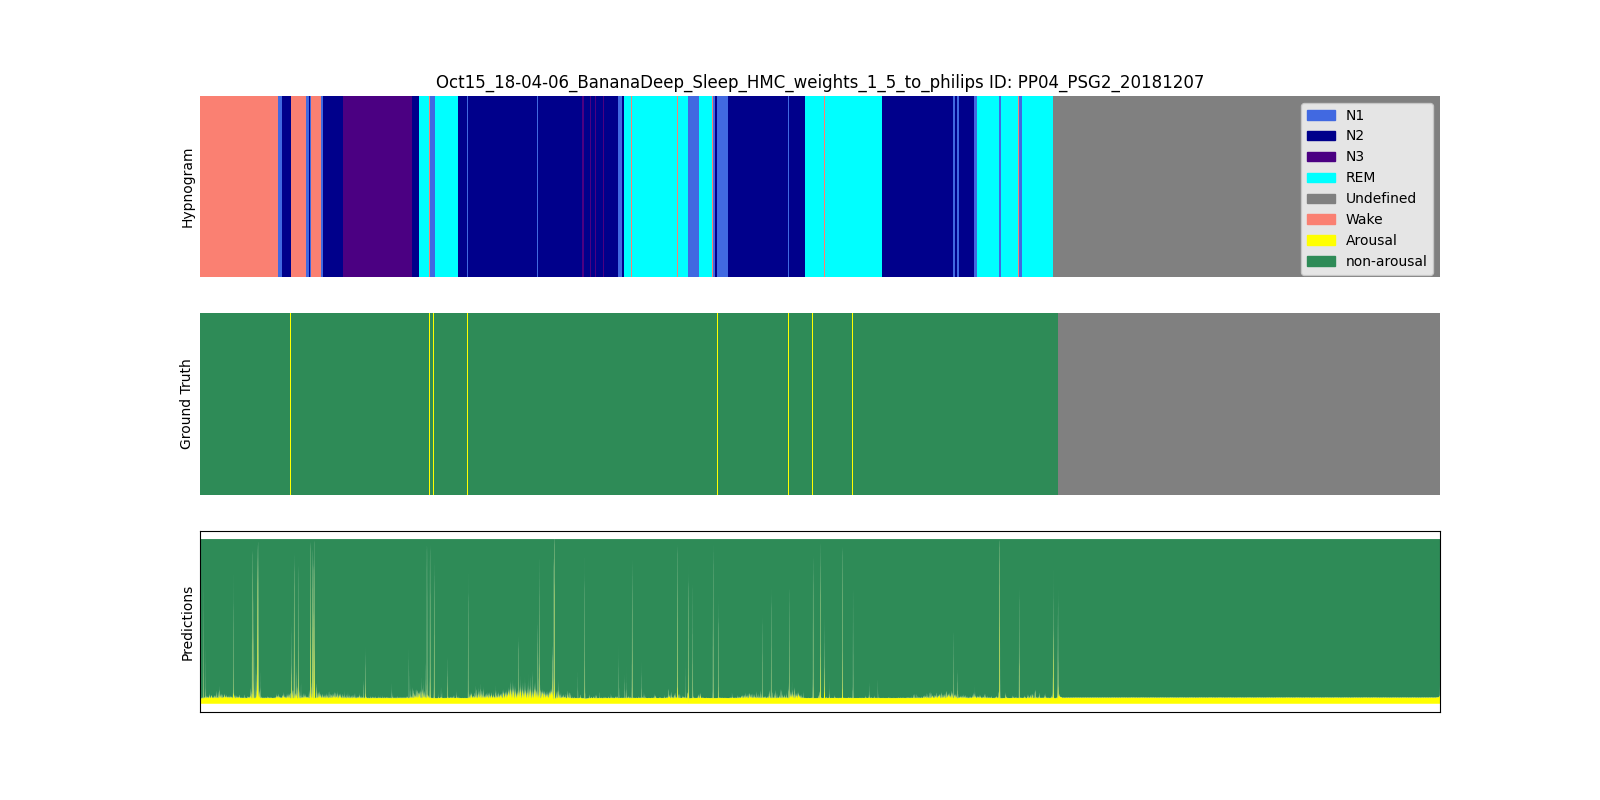 Oct15_18-04-06_BananaDeep_Sleep_HMC_weights_1_5_to_philips ID: PP04_PSG2_20181207
Hypnogram
N1
N2
N3
REM
Undefined
Wake
Arousal
non-arousal
Ground Truth
Predictions